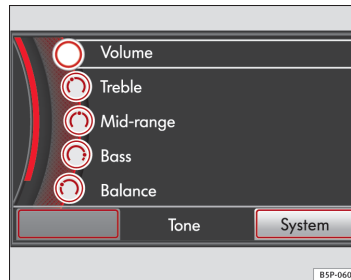 Volume
Treble
Mid-range
Bass
Balance
Tone System
B5P-060